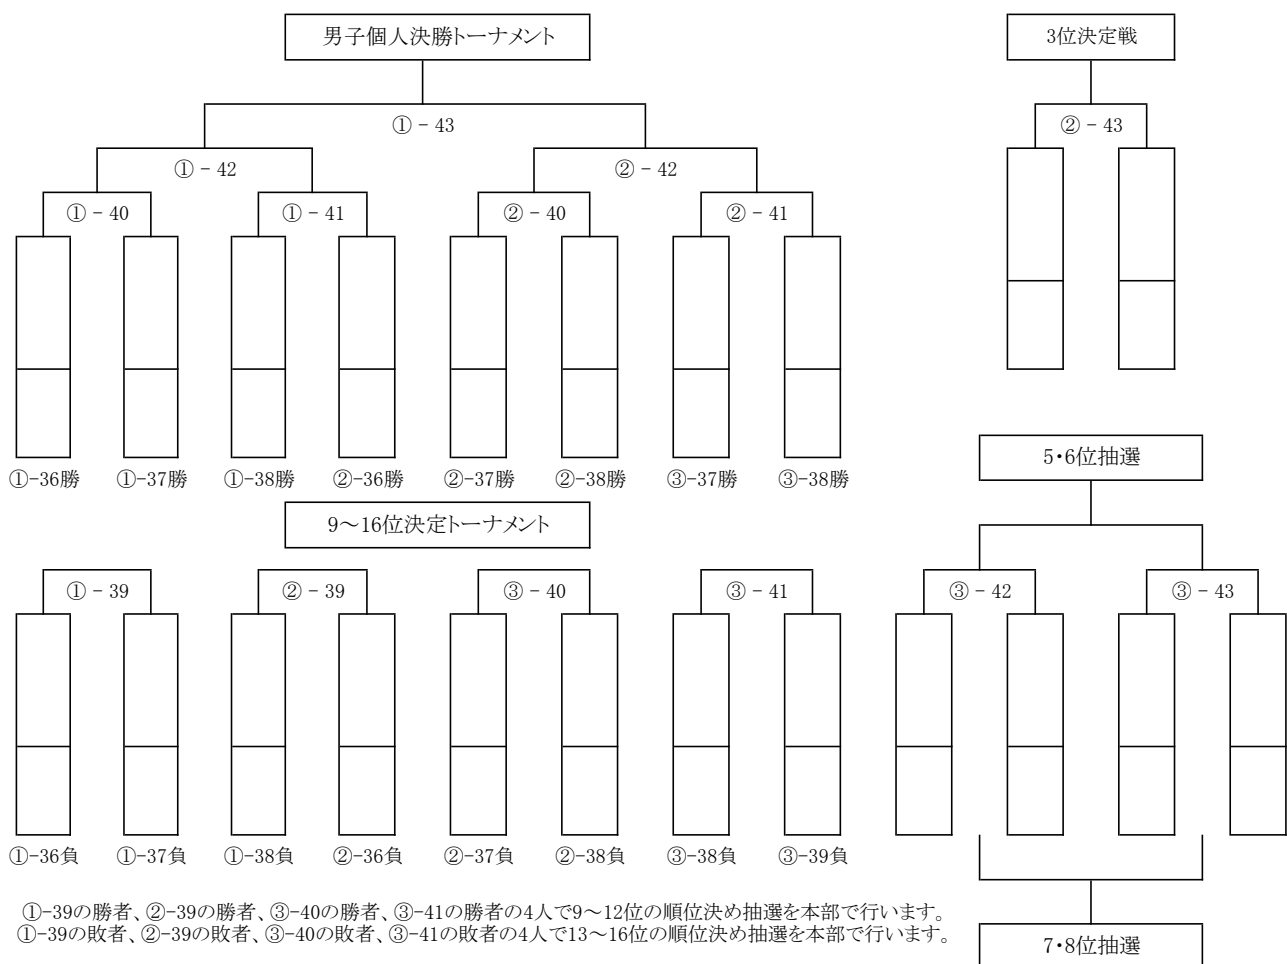 男子個人決勝トーナメント
3位決定戦
①-43
②-43
①-42
②-42
①-40
①-41
②-40
②-41
①-36勝
①-37勝
①-38勝
②-36勝
②-37勝
②-38勝
③-37勝
③-38勝
5・6位抽選
9～16位決定トーナメント
①-39
②-39
③-40
③-41
③-42
③-43
①-36負
①-37負
①-38負
②-36負
②-37負
②-38負
③-38負
③-39負
①-39の勝者、②-39の勝者、③-40の勝者、③-41の勝者の4人で9～12位の順位決め抽選を本部で行います。
①-39の敗者、②-39の敗者、③-40の敗者、③-41の敗者の4人で13～16位の順位決め抽選を本部で行います。
7・8位抽選